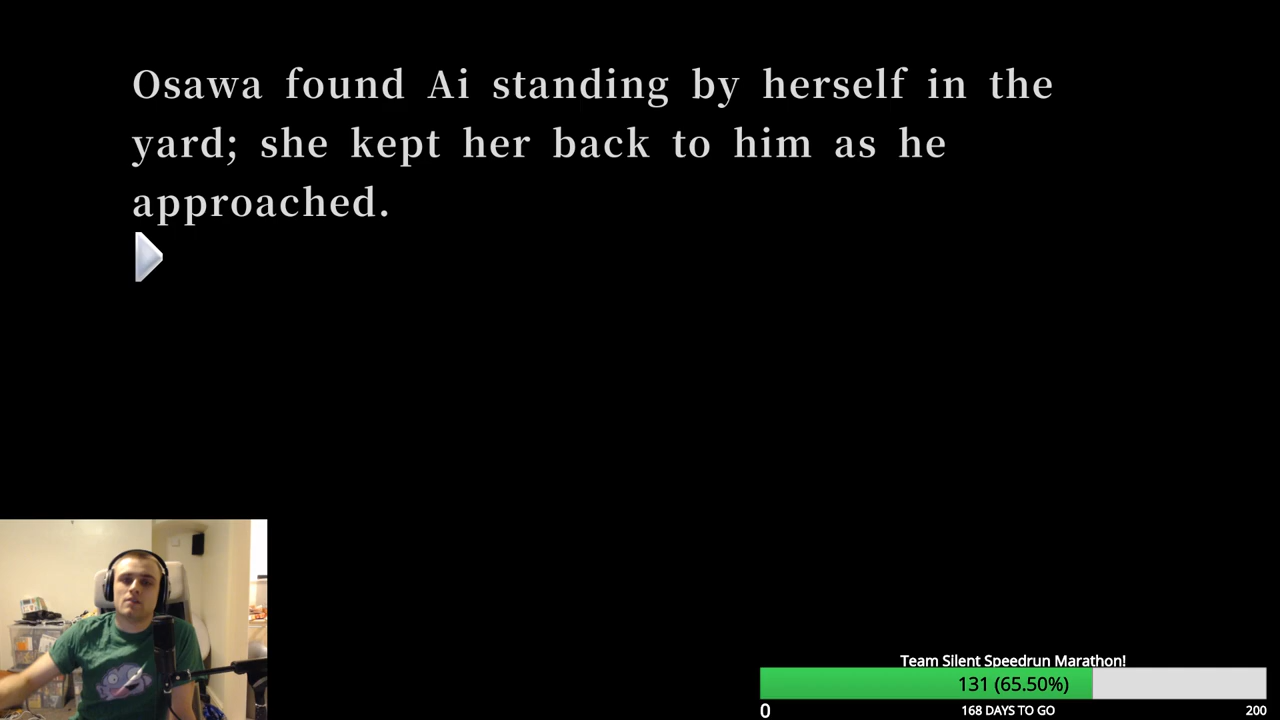 Osawa found Ai standing by herself in the
yard; she kept her back to him as he
approached.
Team Silent Speedrun Marathon!
131 (65.50%)
0 168 DAYS TO GO 200